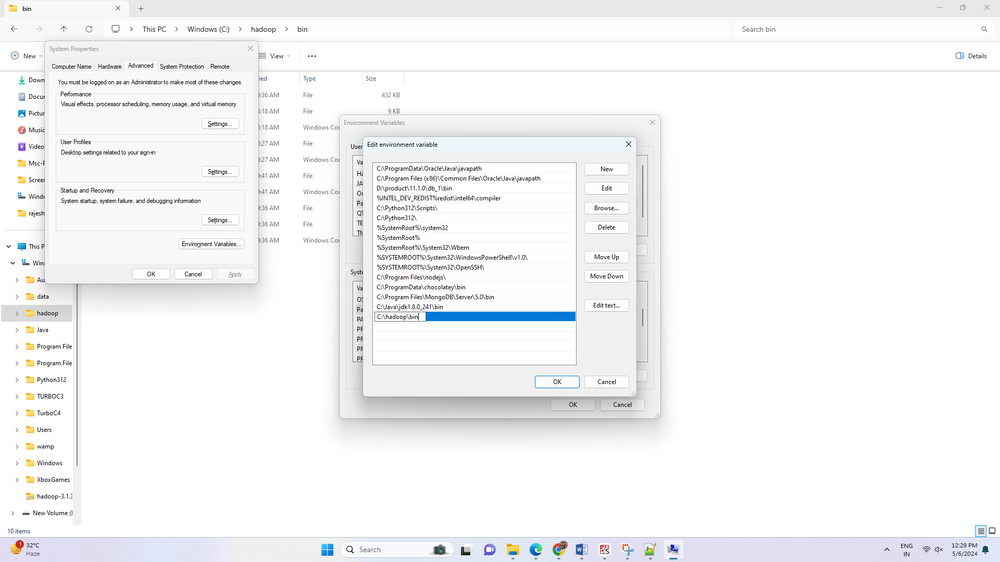 bin
This PC
Windows (C:)
hadoop
bin
Search bin
New
View
Details
System Properties
Computer Name
Hardware
Advanced
System Protection
Remote
You must be logged on as an Administrator to make most of these changes.
Performance
Visual effects, processor scheduling, memory usage, and virtual memory
Settings...
User Profiles
Desktop settings related to your sign-in
Settings...
Startup and Recovery
System startup, system failure, and debugging information
Settings...
Environment Variables...
OK
Cancel
Apply
Down
Docu
Pictur
Music
Video
Msc-P
Screen
Windo
rajesh
This P
Win
Au
data
hadoop
Java
Program File
Program File
Python312
TURBOC3
TurboC4
Users
wamp
Windows
XboxGames
hadoop-3.1.3
New Volume (
10 items
Type
Size
9:36 AM File 432 KB
8:18 AM File 9 KB
8:18 AM Windows Co
8:27 AM File
8:27 AM Windows Co
9:41 AM File
9:41 AM Windows Co
9:36 AM File
9:36 AM File
9:36 AM Windows Co
Environment Variables
User
Va
HA
JA
On
Pa
QT
TE
TM
Syste
Va
OS
Pa
PA
PR
PR
PR
PR
OK
Cancel
Edit environment variable
C:\ProgramData\Oracle\Java\javapath
C:\Program Files (x86)\Common Files\Oracle\Java\javapath
D:\product\11.1.0\db_1\bin
%INTEL_DEV_REDIST%redist\intel64\compiler
C:\Python312\Scripts\
C:\Python312\
%SystemRoot%\system32
%SystemRoot%
%SystemRoot%\System32\Wbem
%SYSTEMROOT%\System32\WindowsPowerShell\v1.0\
%SYSTEMROOT%\System32\OpenSSH\
C:\Program Files\nodejs\
C:\ProgramData\chocolatey\bin
C:\Program Files\MongoDB\Server\5.0\bin
C:\Java\jdk1.8.0_241\bin
C:\hadoop\bin
New
Edit
Browse...
Delete
Move Up
Move Down
Edit text...
OK
Cancel
1
32°C
Haze
Search
ENG
IN
12:29 PM
5/6/2024